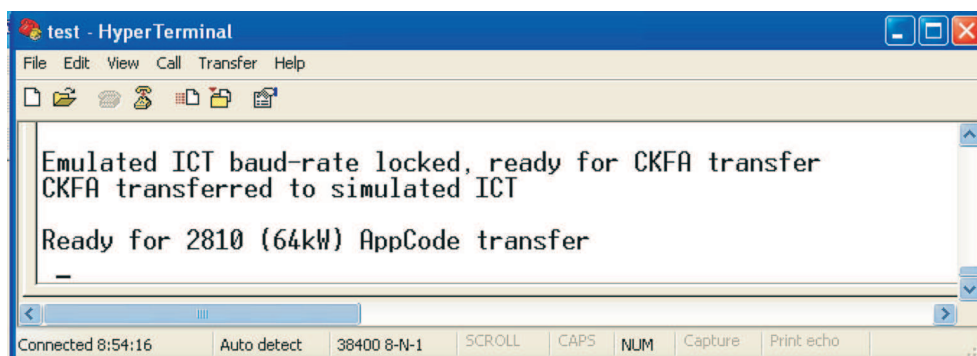 test - HyperTerminal
File Edit View Call Transfer Help
Emulated ICT baud-rate locked, ready for CKFA transfer
CKFA transferred to simulated ICT
Ready for 2810 (64kW) AppCode transfer
Connected 8:54:16 Auto detect 38400 8-N-1 SCROLL CAPS NUM Capture Print echo